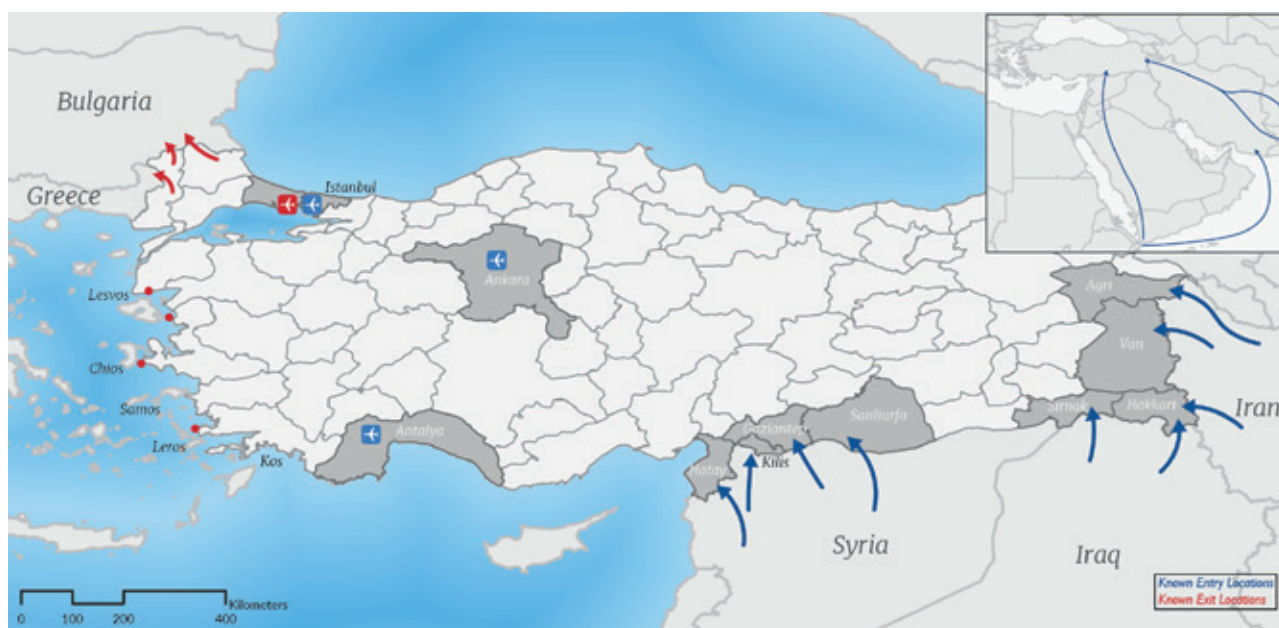 Bulgaria
Greece
Istanbul
Ankara
Lesvos
Chios
Samos
Leros
Kos
Antalya
Agri
Van
Sirnak
Hakkari
Iran
Sanliurfa
Gaziantep
Kilis
Hatay
Syria
Iraq
Kilometers
0 100 200 400
Known Entry Locations
Known Exit Locations